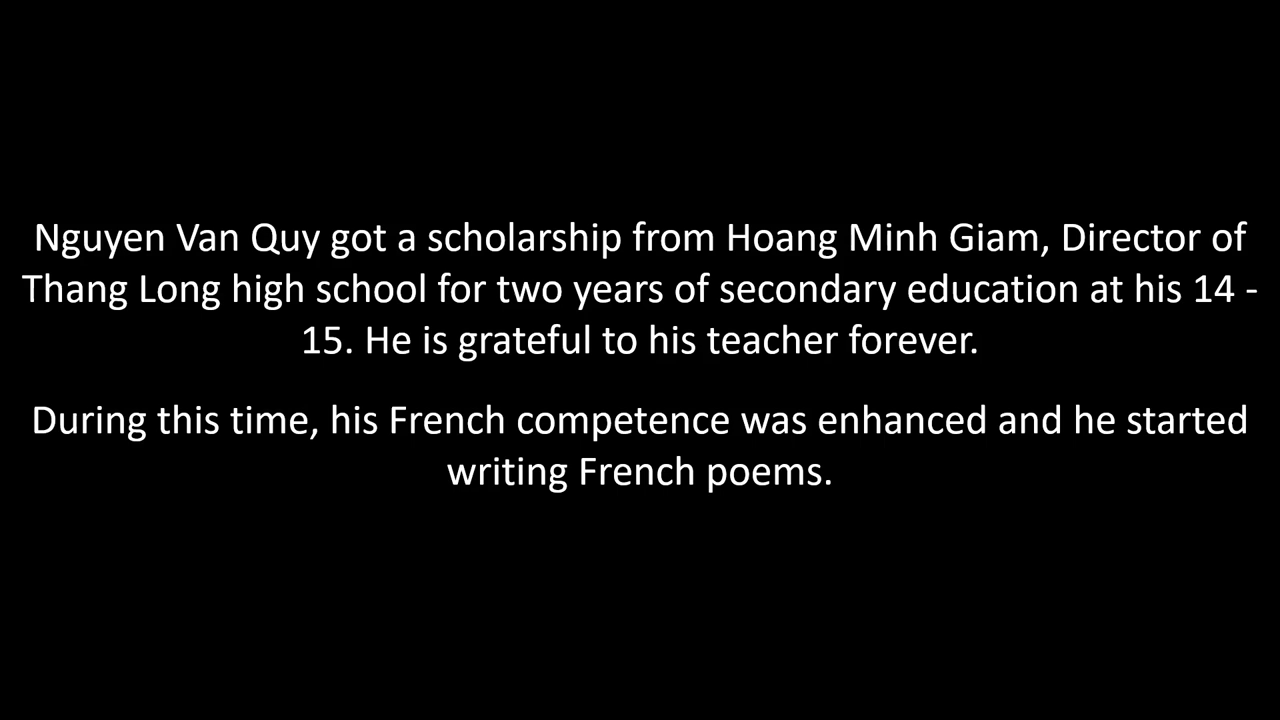 Nguyen Van Quy got a scholarship from Hoang Minh Giam, Director of
Thang Long high school for two years of secondary education at his 14 -
15. He is grateful to his teacher forever.
During this time, his French competence was enhanced and he started
writing French poems.